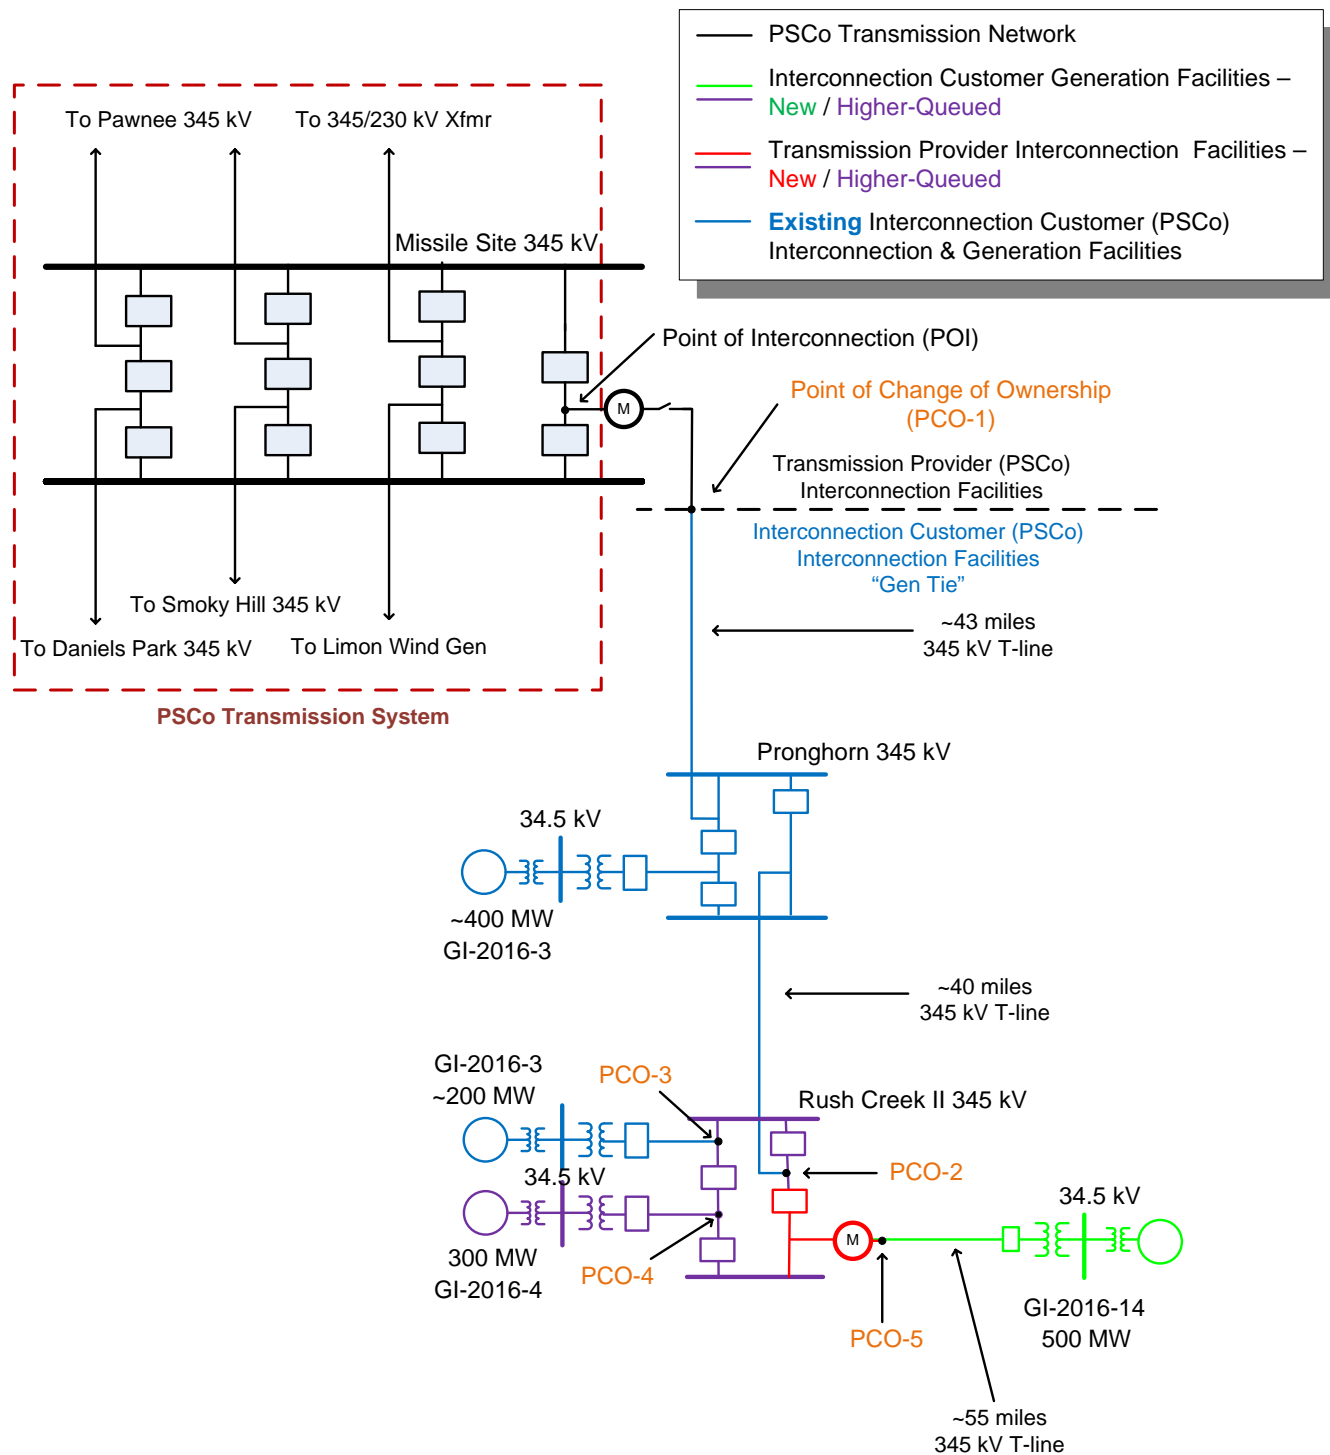 PSCo Transmission Network
Interconnection Customer Generation Facilities –
New / Higher-Queued
Transmission Provider Interconnection Facilities –
New / Higher-Queued
Existing Interconnection Customer (PSCo)
Interconnection & Generation Facilities
To Pawnee 345 kV
To 345/230 kV Xfmr
Missile Site 345 kV
Point of Interconnection (POI)
M
Point of Change of Ownership
(PCO-1)
Transmission Provider (PSCo)
Interconnection Facilities
Interconnection Customer (PSCo)
Interconnection Facilities
“Gen Tie”
To Smoky Hill 345 kV
To Daniels Park 345 kV
To Limon Wind Gen
~43 miles
345 kV T-line
PSCo Transmission System
Pronghorn 345 kV
34.5 kV
~400 MW
GI-2016-3
~40 miles
345 kV T-line
GI-2016-3
~200 MW
PCO-3
Rush Creek II 345 kV
34.5 kV
PCO-2
34.5 kV
M
300 MW
GI-2016-4
PCO-4
PCO-5
GI-2016-14
500 MW
~55 miles
345 kV T-line